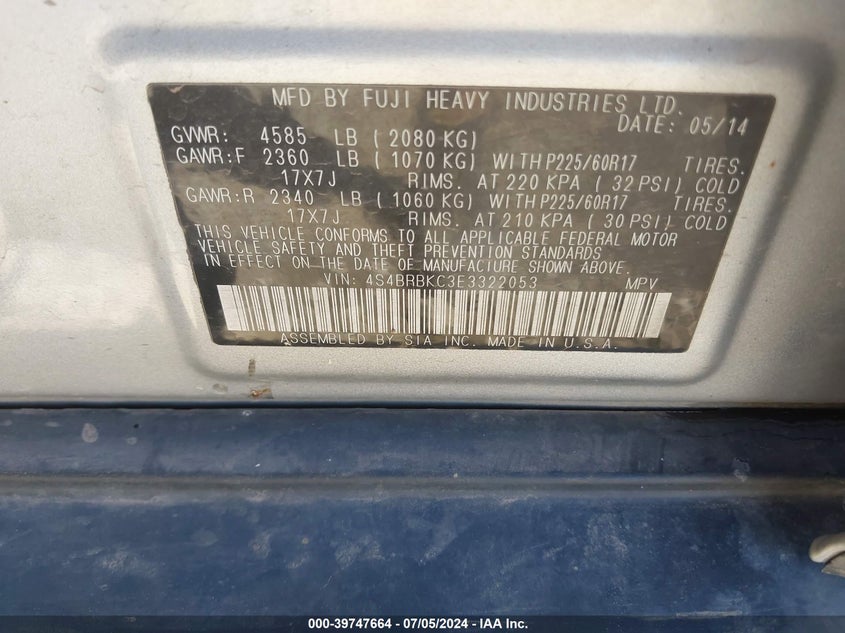 MFD BY FUJI HEAVY INDUSTRIES LTD.
DATE: 05/14
GVWR: 4585 LB ( 2080 KG)
GAWR:F 2360 LB ( 1070 KG) WITH P225/60R17 TIRES.
17X7J RIMS. AT 220 KPA ( 32 PSI) COLD
GAWR:R 2340 LB ( 1060 KG) WITH P225/60R17 TIRES.
17X7J RIMS. AT 210 KPA ( 30 PSI) COLD
THIS VEHICLE CONFORMS TO ALL APPLICABLE FEDERAL MOTOR
VEHICLE SAFETY AND THEFT PREVENTION STANDARDS
IN EFFECT ON THE DATE OF MANUFACTURE SHOWN ABOVE.
VIN: 4S4BRBKC3E3322053 MPV
ASSEMBLED BY SIA INC. MADE IN U.S.A.
000-39747664 - 07/05/2024 - IAA Inc.